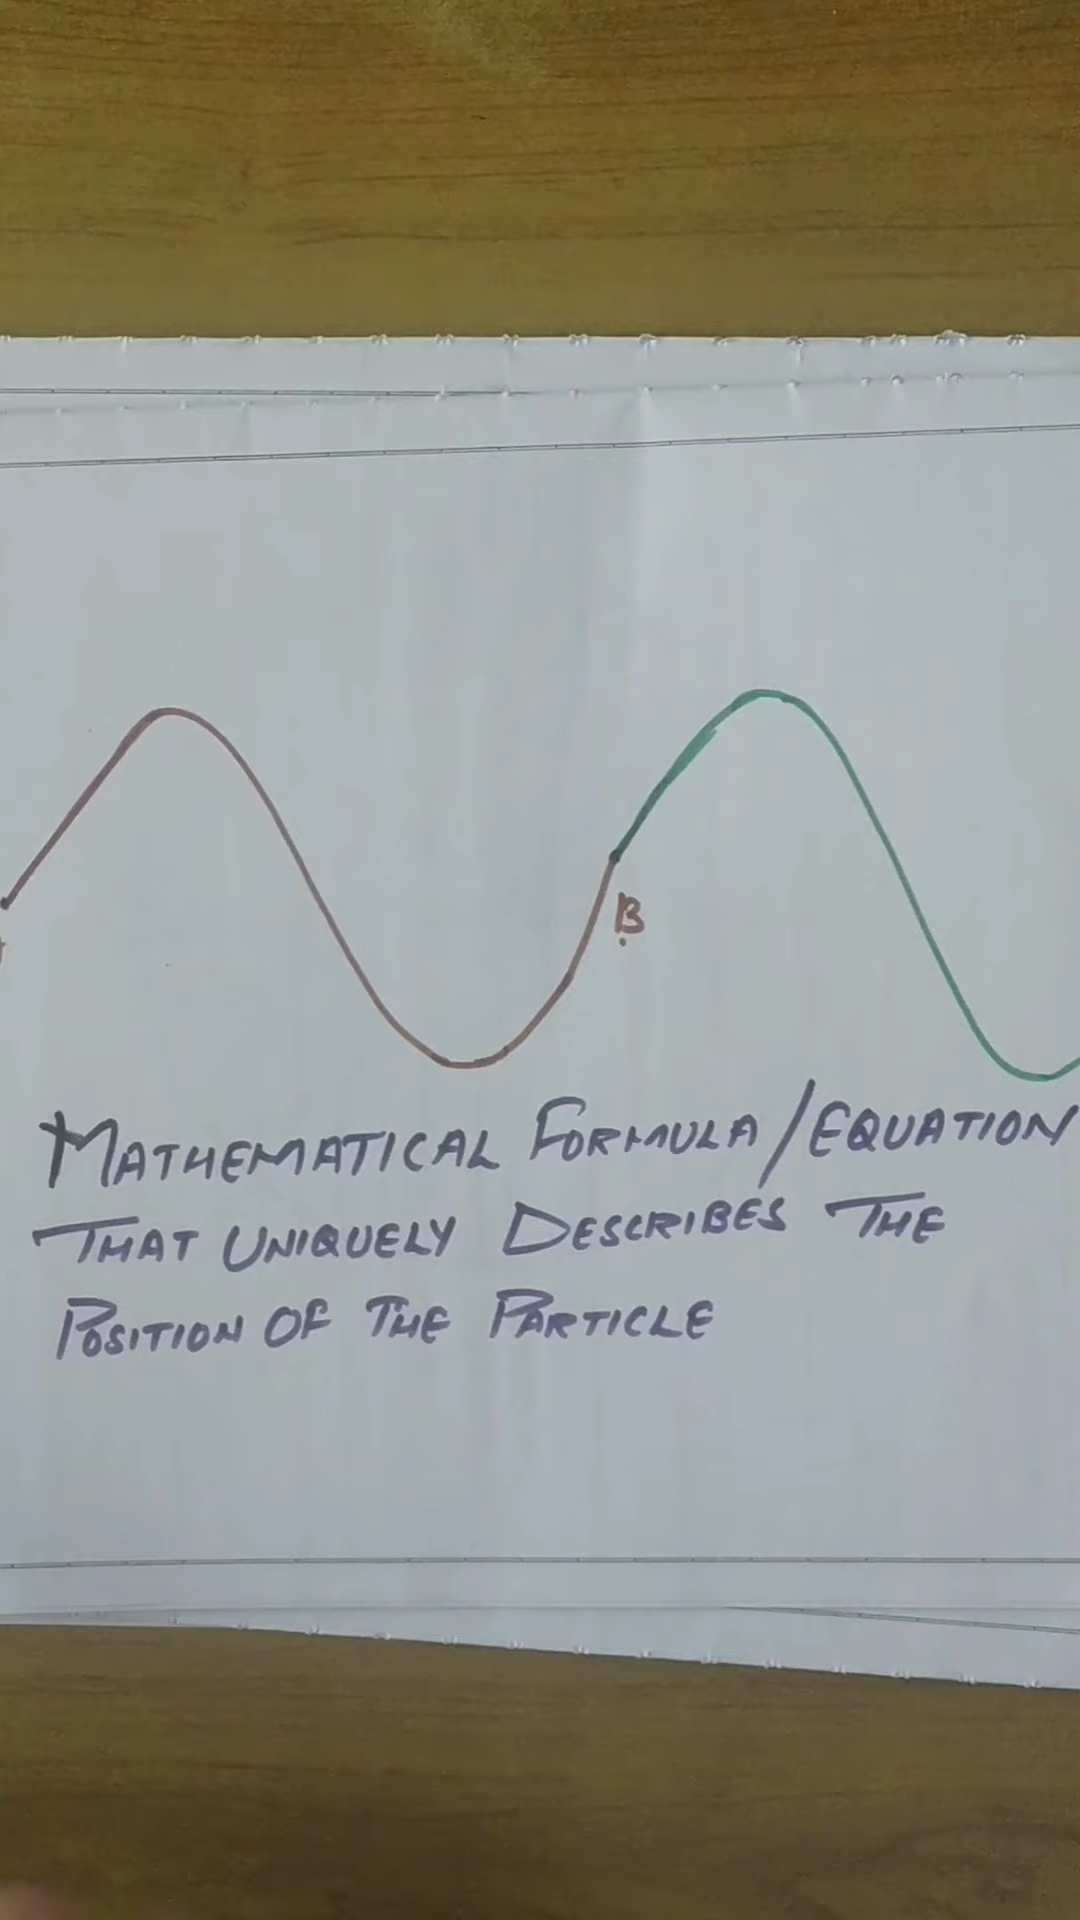 B
MATHEMATICAL FORMULA/EQUATION
THAT UNIQUELY DESCRIBES THE
POSITION OF THE PARTICLE